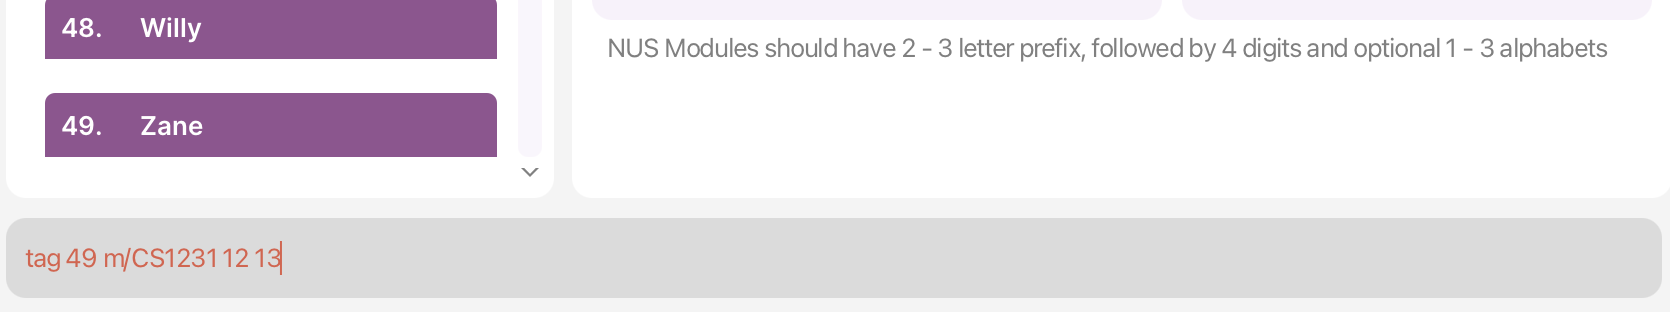 48. Willy
NUS Modules should have 2 - 3 letter prefix, followed by 4 digits and optional 1 - 3 alphabets
49. Zane
tag 49 m/CS1231 12 13